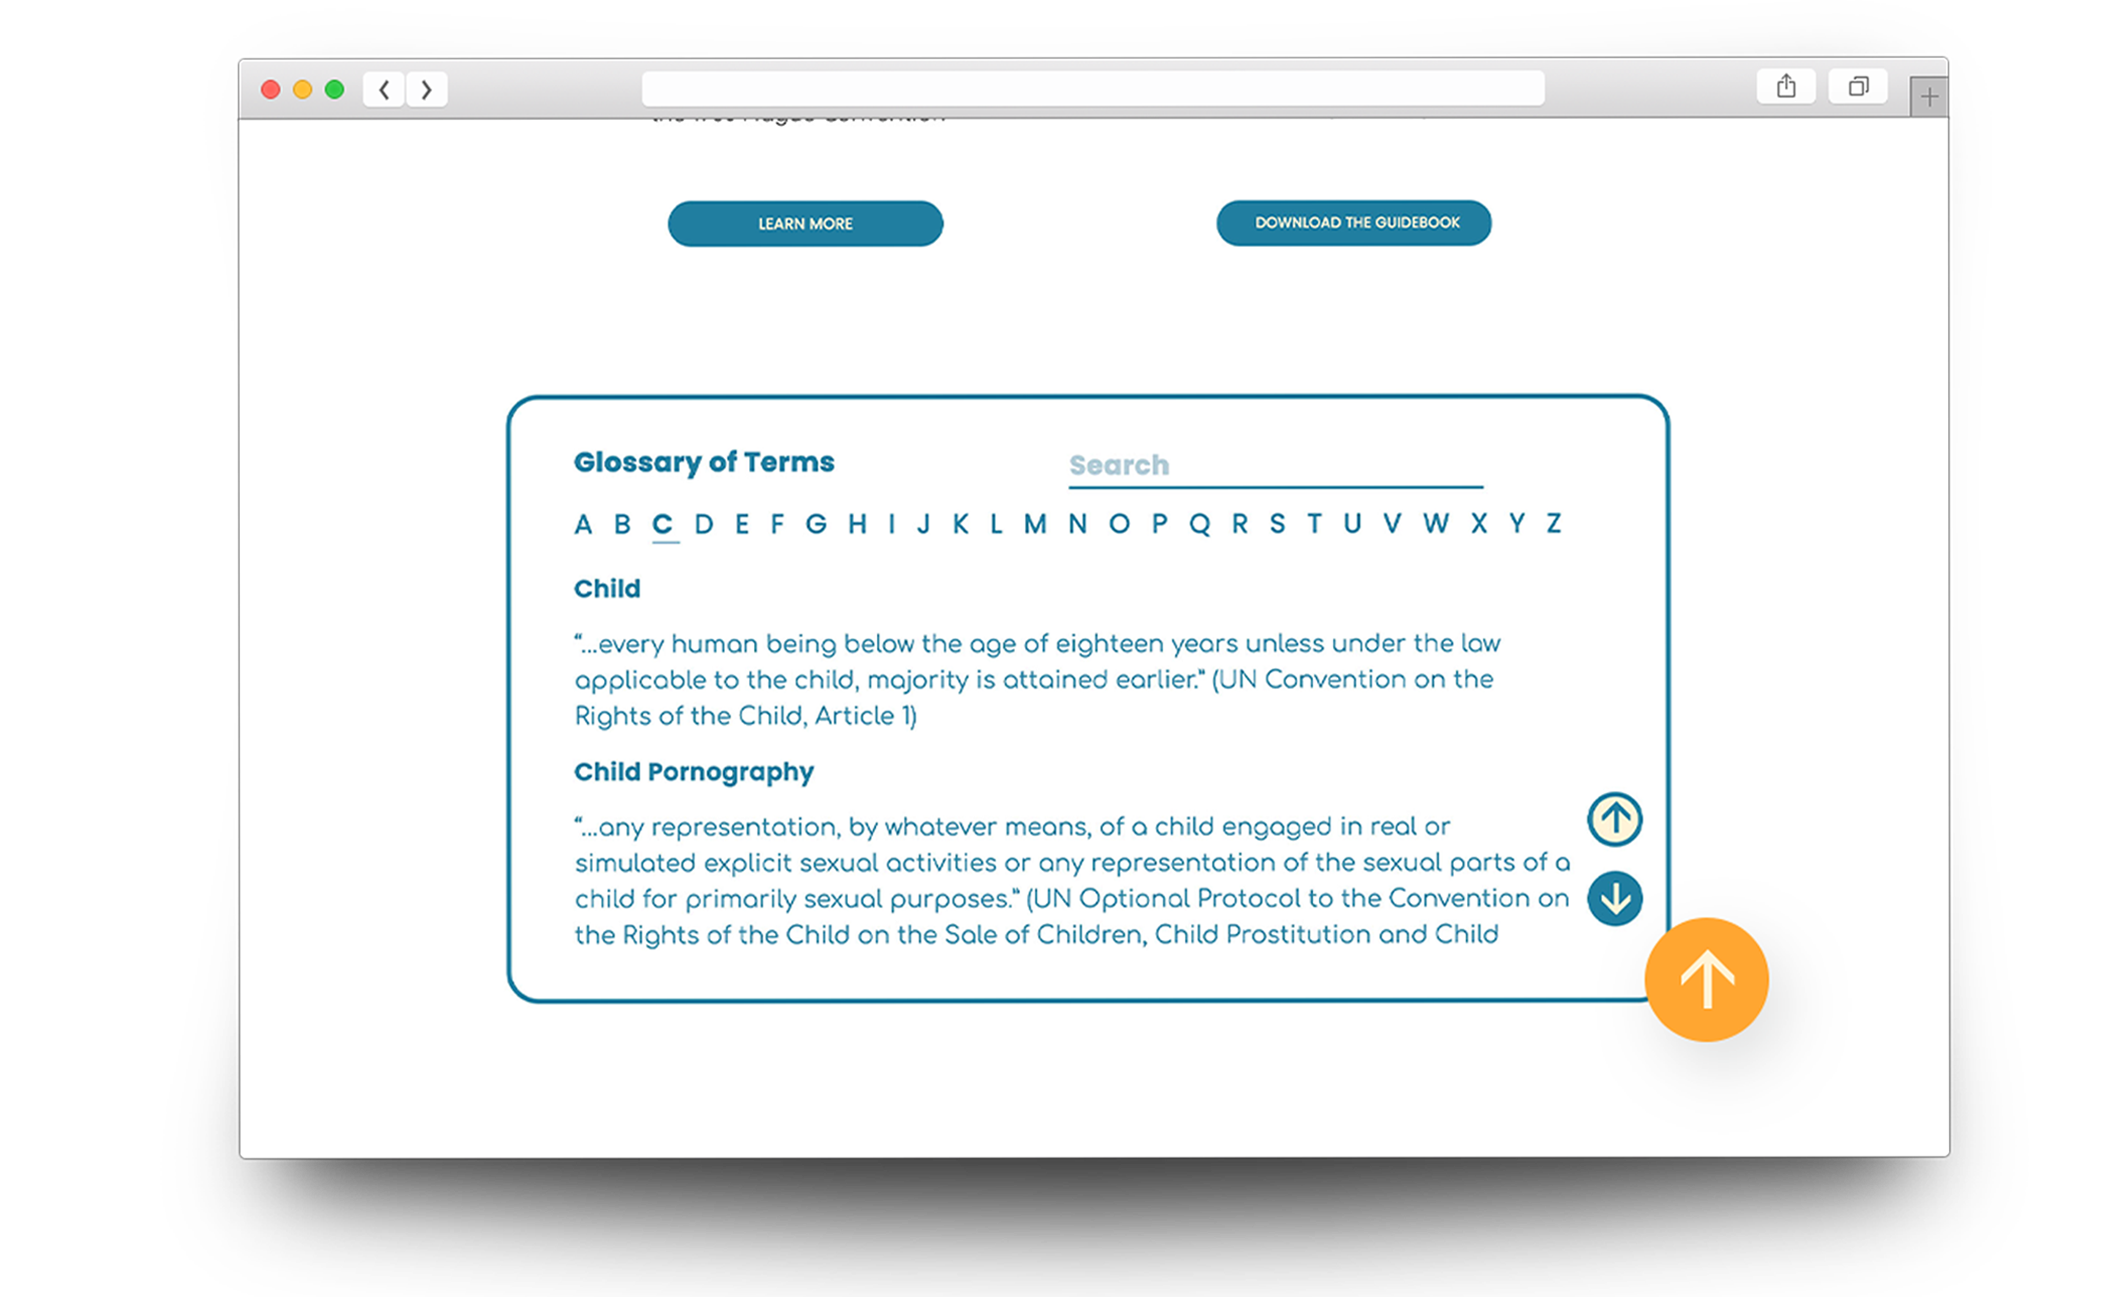 LEARN MORE
DOWNLOAD THE GUIDEBOOK
Glossary of Terms
Search
A B C D E F G H I J K L M N O P Q R S T U V W X Y Z
Child
“...every human being below the age of eighteen years unless under the law
applicable to the child, majority is attained earlier.” (UN Convention on the
Rights of the Child, Article 1)
Child Pornography
“...any representation, by whatever means, of a child engaged in real or
simulated explicit sexual activities or any representation of the sexual parts of a
child for primarily sexual purposes.” (UN Optional Protocol to the Convention on
the Rights of the Child on the Sale of Children, Child Prostitution and Child